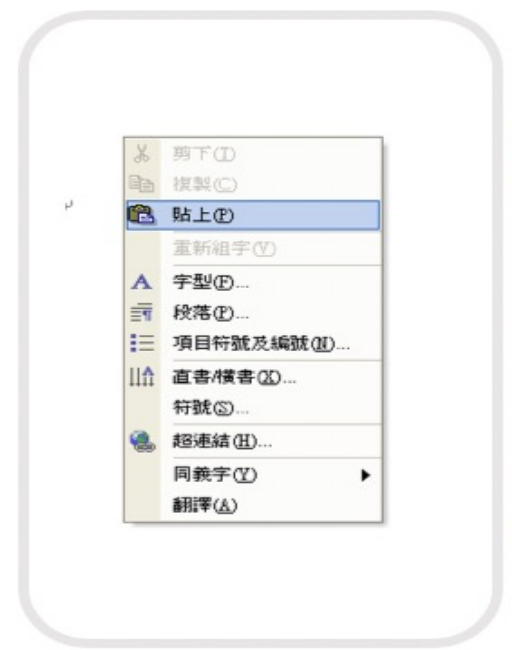 剪下(T)
複製(C)
貼上(P)
重新組字(V)
字型(F)...
段落(P)...
項目符號及編號(N)...
直書/橫書(X)...
符號(S)...
超連結(H)...
同義字(Y)
翻譯(A)